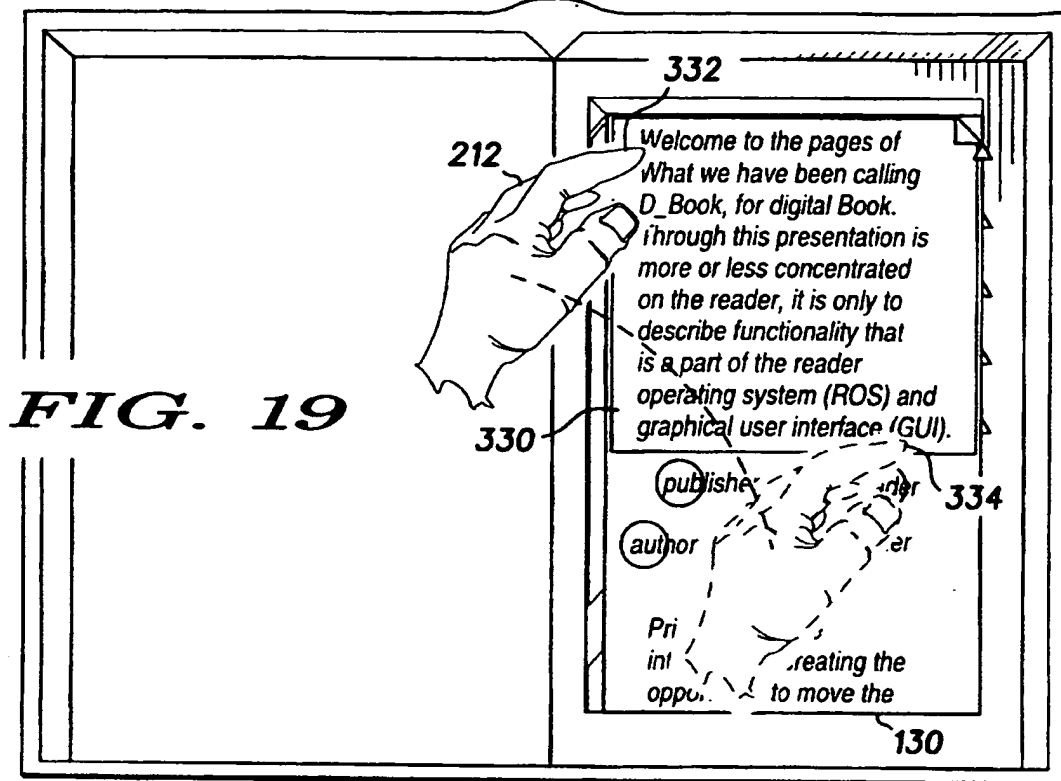 332
212
Welcome to the pages of
What we have been calling
D_Book, for digital Book.
Through this presentation is
more or less concentrated
on the reader, it is only to
describe functionality that
is a part of the reader
operating system (ROS) and
graphical user interface (GUI).
FIG. 19
330
publisher
334
author
opportunity to move the
creating the
130